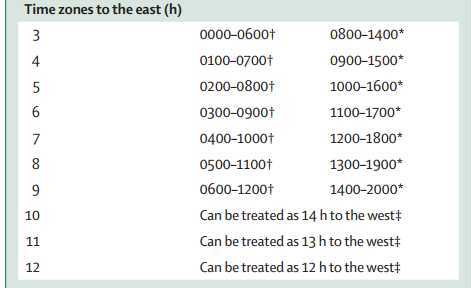 Time zones to the east (h)
3 0000–0600† 0800–1400*
4 0100–0700† 0900–1500*
5 0200–0800† 1000–1600*
6 0300–0900† 1100–1700*
7 0400–1000† 1200–1800*
8 0500–1100† 1300–1900*
9 0600–1200† 1400–2000*
10 Can be treated as 14 h to the west‡
11 Can be treated as 13 h to the west‡
12 Can be treated as 12 h to the west‡